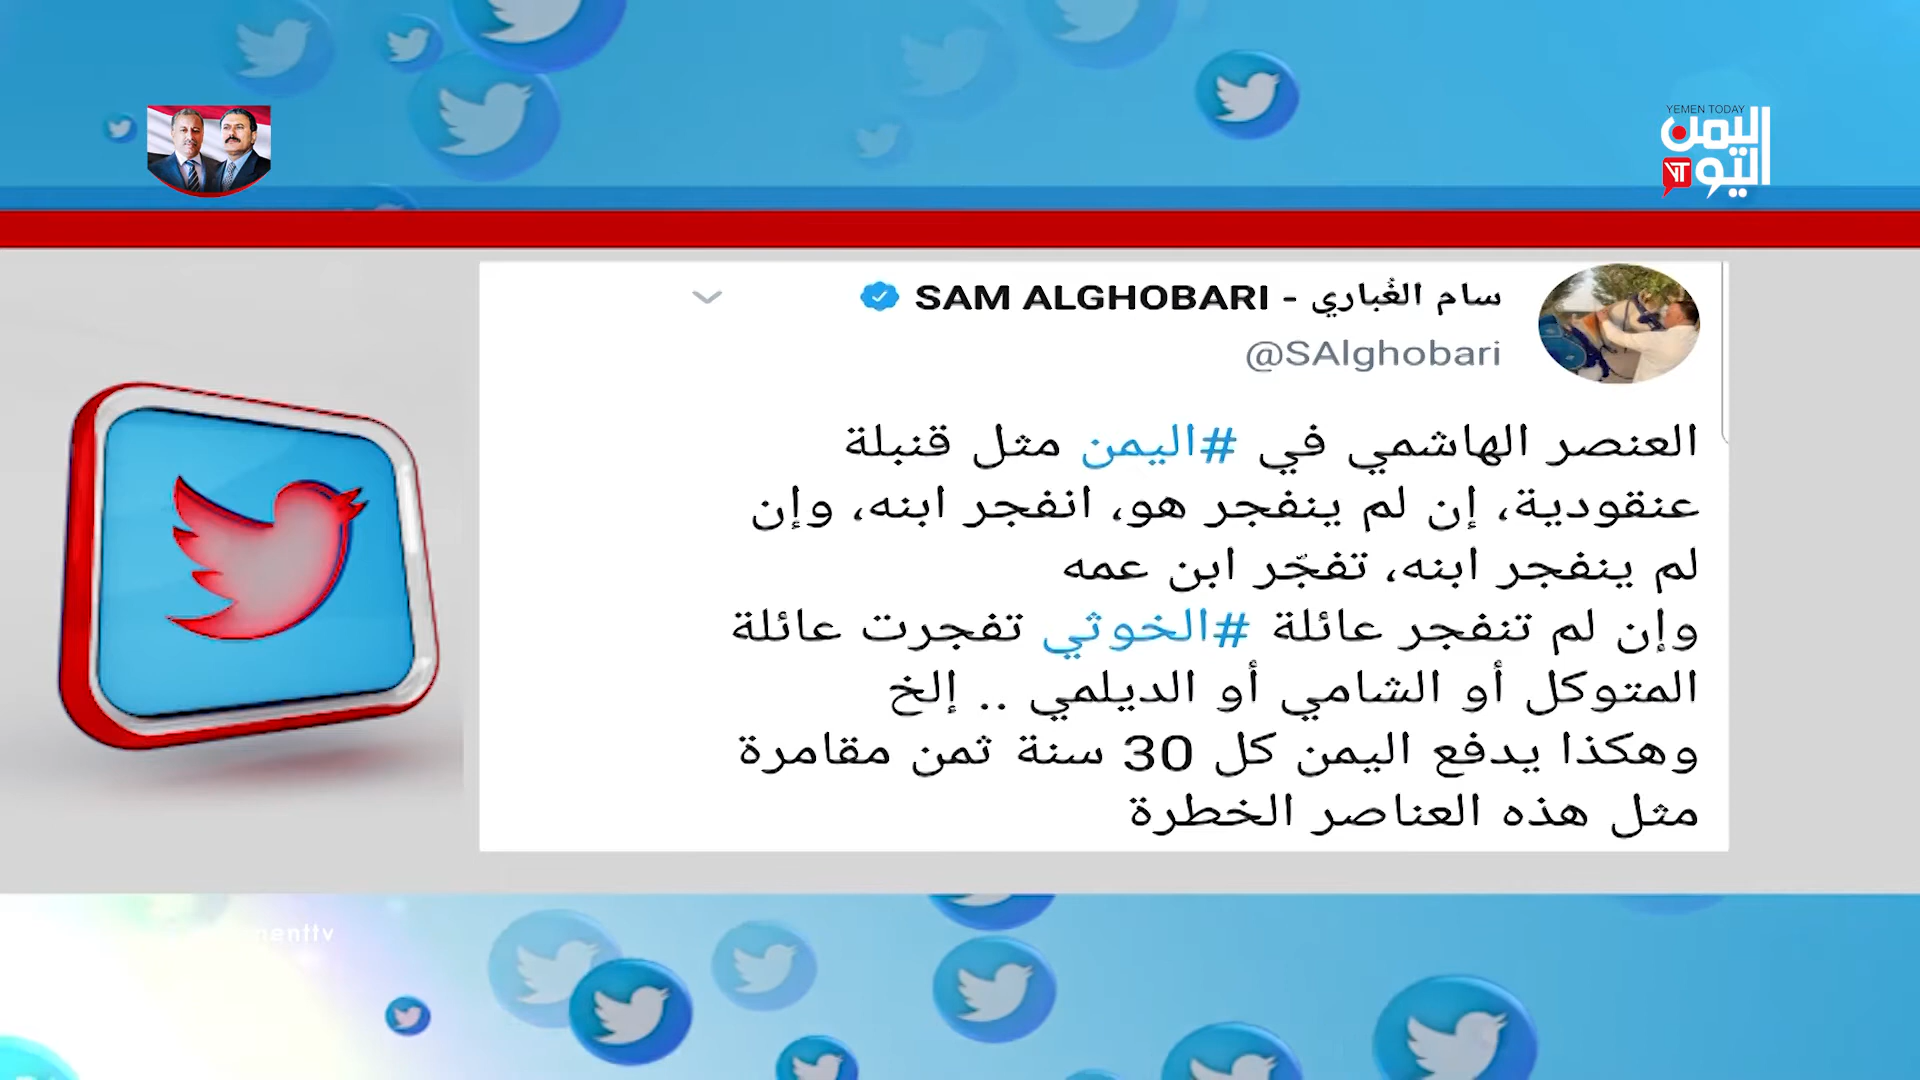 YEMEN TODAY
اليمن
اليوم
YT
سام الغُباري - SAM ALGHOBARI
@SAlghobari
العنصر الهاشمي في #اليمن مثل قنبلة
عنقودية، إن لم ينفجر هو، انفجر ابنه، وإن
لم ينفجر ابنه، تفجّر ابن عمه
وإن لم تنفجر عائلة #الخوثي تفجرت عائلة
المتوكل أو الشامي أو الديلمي .. إلخ
وهكذا يدفع اليمن كل 30 سنة ثمن مقامرة
مثل هذه العناصر الخطرة